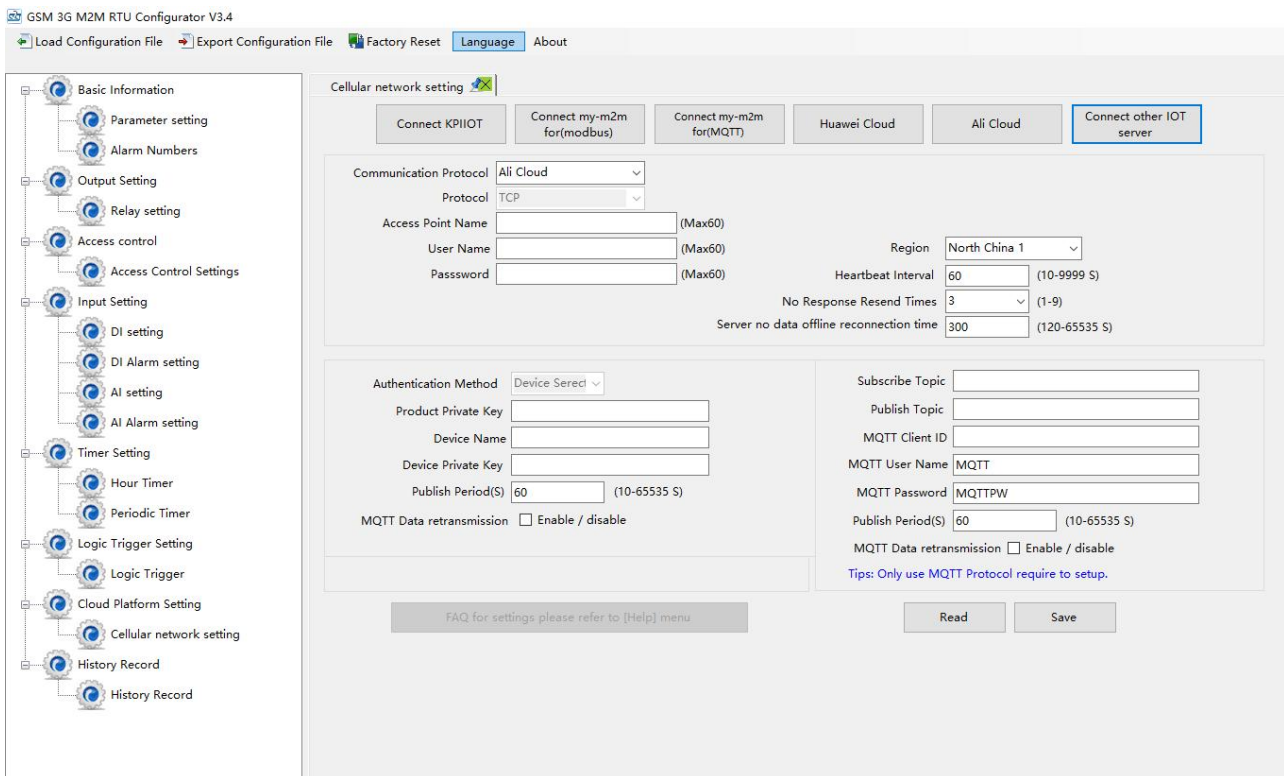 GSM 3G M2M RTU Configurator V3.4
Load Configuration File Export Configuration File Factory Reset Language About
Basic Information
Parameter setting
Alarm Numbers
Output Setting
Relay setting
Access control
Access Control Settings
Input Setting
DI setting
DI Alarm setting
AI setting
AI Alarm setting
Timer Setting
Hour Timer
Periodic Timer
Logic Trigger Setting
Logic Trigger
Cloud Platform Setting
Cellular network setting
History Record
History Record
Cellular network setting
Connect KPIIOT
Connect my-m2m
for(modbus)
Connect my-m2m
for(MQTT)
Huawei Cloud
Ali Cloud
Connect other IOT
server
Communication Protocol Ali Cloud
Protocol TCP
Access Point Name (Max60)
User Name (Max60)
Passsword (Max60)
Region North China 1
Heartbeat Interval 60 (10-9999 S)
No Response Resend Times 3 (1-9)
Server no data offline reconnection time 300 (120-65535 S)
Authentication Method Device Serect
Product Private Key
Device Name
Device Private Key
Publish Period(S) 60 (10-65535 S)
MQTT Data retransmission Enable / disable
Subscribe Topic
Publish Topic
MQTT Client ID
MQTT User Name MQTT
MQTT Password MQTTPW
Publish Period(S) 60 (10-65535 S)
MQTT Data retransmission Enable / disable
Tips: Only use MQTT Protocol require to setup.
FAQ for settings please refer to [Help] menu
Read Save